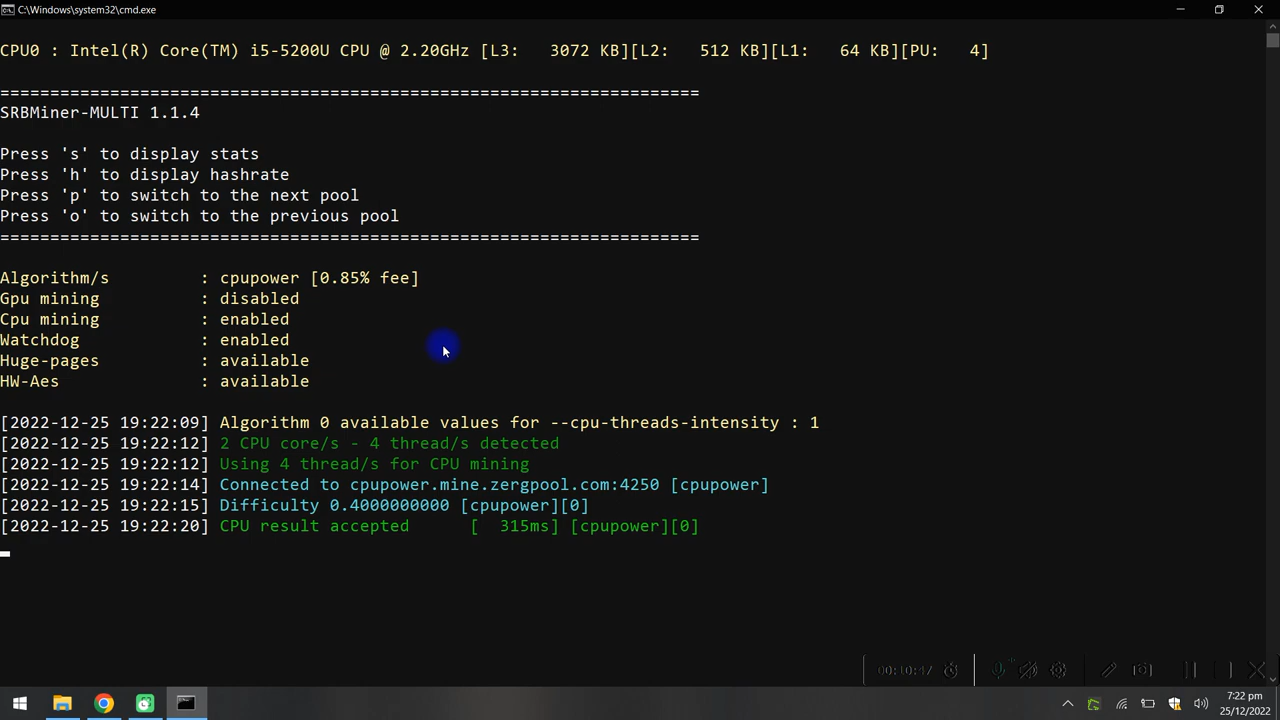 C:\Windows\system32\cmd.exe
CPU0 : Intel(R) Core(TM) i5-5200U CPU @ 2.20GHz [L3:   3072 KB][L2:   512 KB][L1:   64 KB][PU:   4]
======================================================================
SRBMiner-MULTI 1.1.4
Press 's' to display stats
Press 'h' to display hashrate
Press 'p' to switch to the next pool
Press 'o' to switch to the previous pool
======================================================================
Algorithm/s         : cpupower [0.85% fee]
Gpu mining          : disabled
Cpu mining          : enabled
Watchdog            : enabled
Huge-pages          : available
HW-Aes              : available
[2022-12-25 19:22:09] Algorithm 0 available values for --cpu-threads-intensity : 1
[2022-12-25 19:22:12] 2 CPU core/s - 4 thread/s detected
[2022-12-25 19:22:12] Using 4 thread/s for CPU mining
[2022-12-25 19:22:14] Connected to cpupower.mine.zergpool.com:4250 [cpupower]
[2022-12-25 19:22:15] Difficulty 0.4000000000 [cpupower][0]
[2022-12-25 19:22:20] CPU result accepted      [  315ms] [cpupower][0]
00:10:47
7:22 pm
25/12/2022